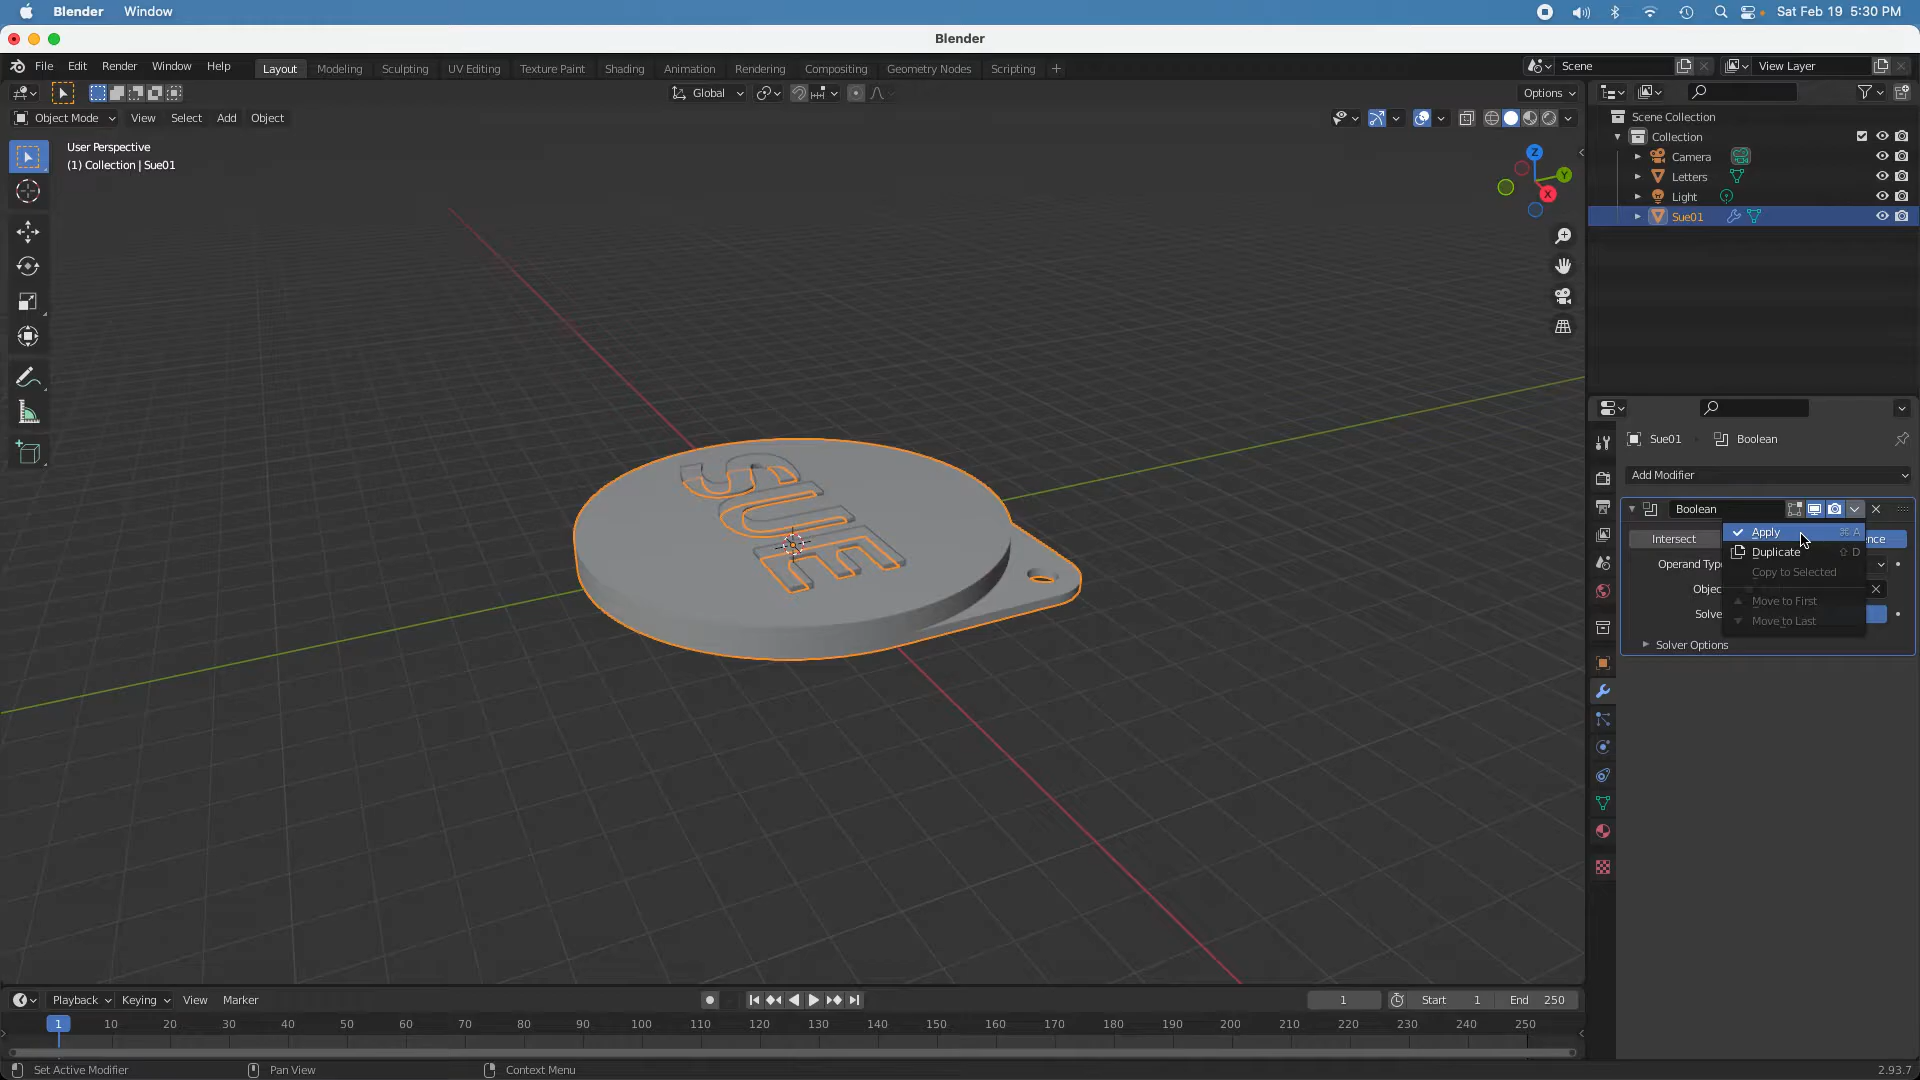 Blender Window Sat Feb 19 5:30 PM
Blender
File Edit Render Window Help Layout Modeling Sculpting UV Editing Texture Paint Shading Animation Rendering Compositing Geometry Nodes Scripting + Scene View Layer
Global Options
Object Mode View Select Add Object
User Perspective
(1) Collection | Sue01
Z
Y
X
Scene Collection
Collection
Camera
Letters
Light
Sue01
SUE
Sue01 Boolean
Add Modifier
Boolean
Intersect
Apply ⌘ A
Duplicate ⇧ D
Copy to Selected
Move to First
Move to Last
Operand Typ
Objec
Solve
Solver Options
Playback Keying View Marker 1 Start 1 End 250
1 10 20 30 40 50 60 70 80 90 100 110 120 130 140 150 160 170 180 190 200 210 220 230 240 250
Set Active Modifier Pan View Context Menu 2.93.7